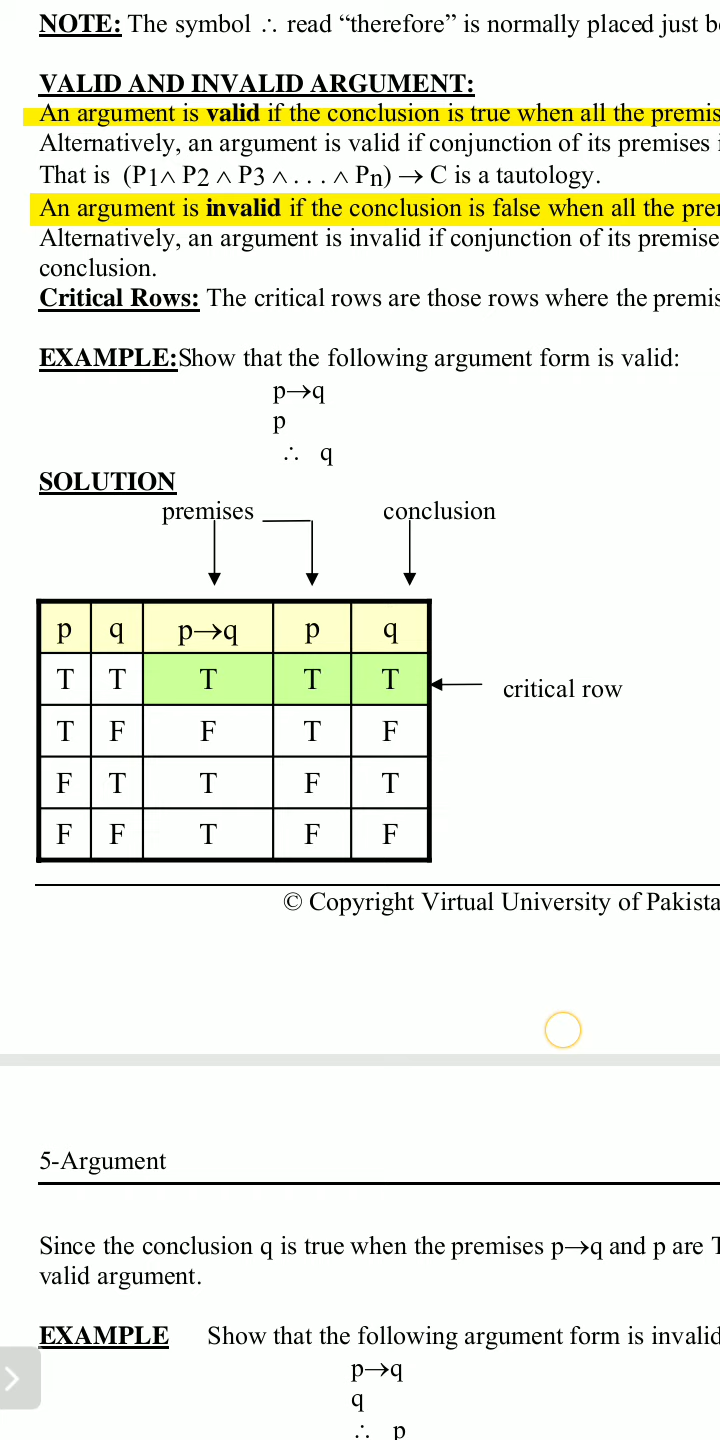 NOTE: The symbol ∴ read “therefore” is normally placed just
VALID AND INVALID ARGUMENT:
An argument is valid if the conclusion is true when all the
Alternatively, an argument is valid if conjunction of its premises
That is (P1∧ P2 ∧ P3 ∧ . . . ∧ Pn) → C is a tautology.
An argument is invalid if the conclusion is false when all the
Alternatively, an argument is invalid if conjunction of its premise
conclusion.
Critical Rows: The critical rows are those rows where the
EXAMPLE:Show that the following argument form is valid:
p→q
p
∴ q
SOLUTION
premises conclusion
p q p→q p q
T T T T T critical row
T F F T F
F T T F T
F F T F F
© Copyright Virtual University of
5-Argument
Since the conclusion q is true when the premises p→q and p are
valid argument.
EXAMPLE Show that the following argument form is invalid
p→q
q
∴ p